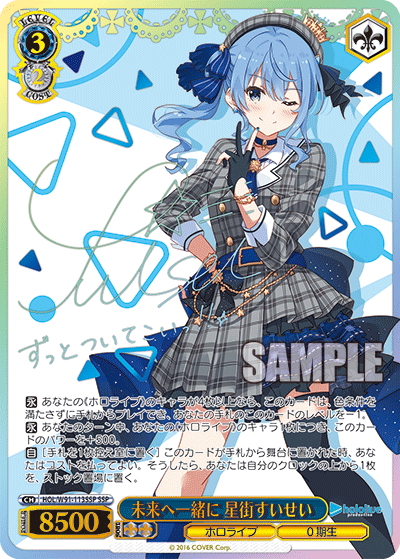 LEVEL
3
2
COST
ずっとついてこい
SAMPLE
永 あなたの《ホロライブ》のキャラが4枚以上なら、このカードは、色条件を
満たさずに手札からプレイでき、あなたの手札のこのカードのレベルを－1。
永 あなたのターン中、あなたの《ホロライブ》のキャラ1枚につき、このカー
ドのパワーを＋500。
自 [手札を1枚控え室に置く] このカードが手札から舞台に置かれた時、あな
たはコストを払ってよい。そうしたら、あなたは自分のクロックの上から1枚
を、ストック置場に置く。
CH HOL/W91-113SSP SSP
8500
未来へ一緒に 星街すいせい
hololive
production
ホロライブ
0期生
© 2016 COVER Corp.